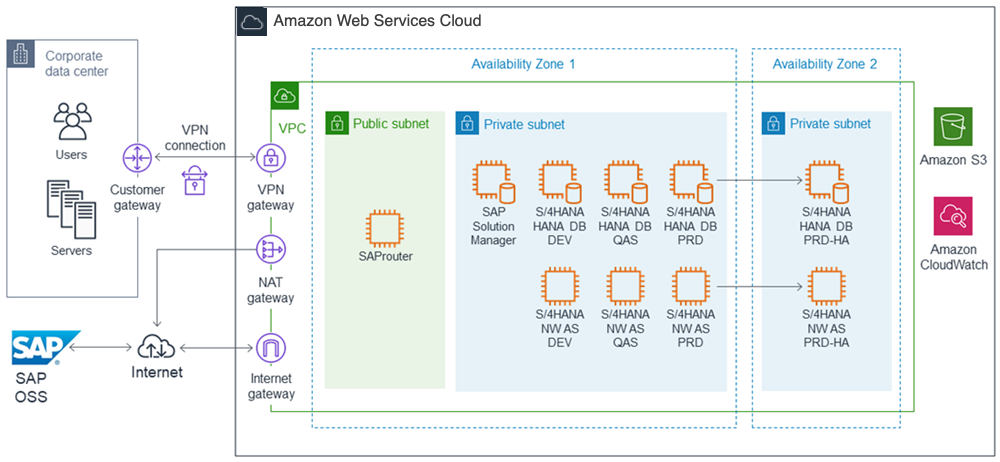 Amazon Web Services Cloud
Corporate
data center
Users
Servers
VPN
connection
Customer
gateway
VPC
VPN
gateway
NAT
gateway
Internet
gateway
SAP
SAP
OSS
Internet
Availability Zone 1
Public subnet
SAProuter
Private subnet
SAP
Solution
Manager
S/4HANA
HANA DB
DEV
S/4HANA
HANA DB
QAS
S/4HANA
HANA DB
PRD
S/4HANA
NW AS
DEV
S/4HANA
NW AS
QAS
S/4HANA
NW AS
PRD
Availability Zone 2
Private subnet
S/4HANA
HANA DB
PRD-HA
S/4HANA
NW AS
PRD-HA
Amazon S3
Amazon
CloudWatch